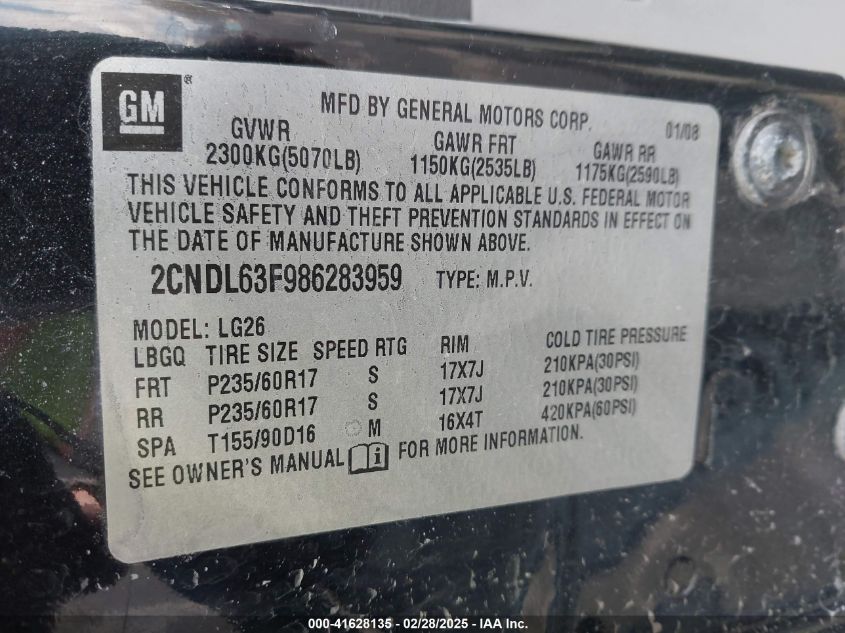 GM®
MFD BY GENERAL MOTORS CORP. 01/08
GVWR GAWR FRT GAWR RR
2300KG(5070LB) 1150KG(2535LB) 1175KG(2590LB)
THIS VEHICLE CONFORMS TO ALL APPLICABLE U.S. FEDERAL MOTOR
VEHICLE SAFETY AND THEFT PREVENTION STANDARDS IN EFFECT ON
THE DATE OF MANUFACTURE SHOWN ABOVE.
2CNDL63F986283959 TYPE: M.P.V.
MODEL: LG26
LBGQ TIRE SIZE SPEED RTG RIM COLD TIRE PRESSURE
FRT P235/60R17 S 17X7J 210KPA(30PSI)
RR P235/60R17 S 17X7J 210KPA(30PSI)
SPA T155/90D16 M 16X4T 420KPA(60PSI)
SEE OWNER'S MANUAL i FOR MORE INFORMATION.
000-41628135 - 02/28/2025 - IAA Inc.